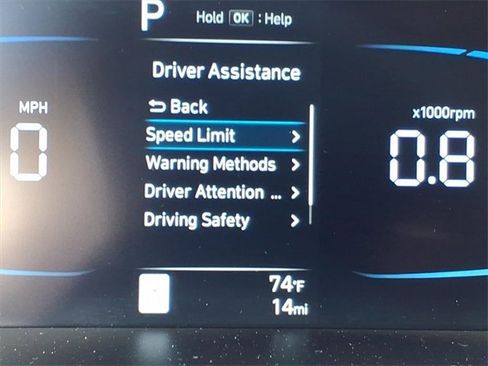 P
Hold OK : Help
Driver Assistance
Back
MPH
x1000rpm
Speed Limit
0
0.8
Warning Methods
Driver Attention ...
Driving Safety
74°F
14mi